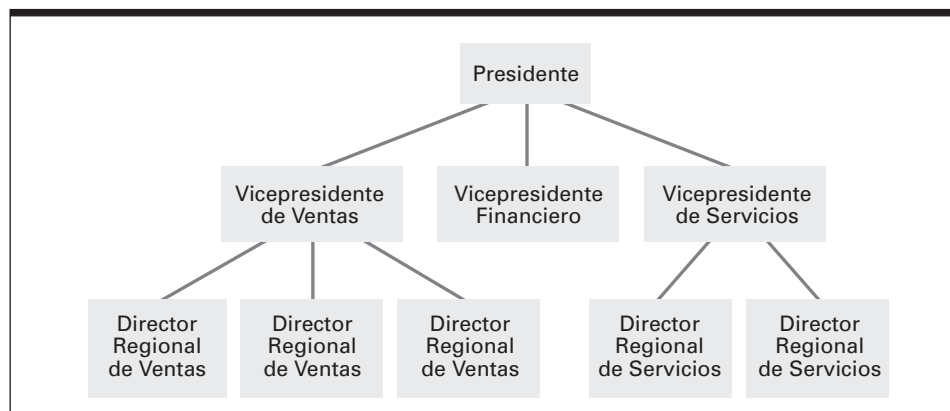 Presidente
Vicepresidente
de Ventas
Vicepresidente
Financiero
Vicepresidente
de Servicios
Director
Regional
de Ventas
Director
Regional
de Ventas
Director
Regional
de Ventas
Director
Regional
de Servicios
Director
Regional
de Servicios